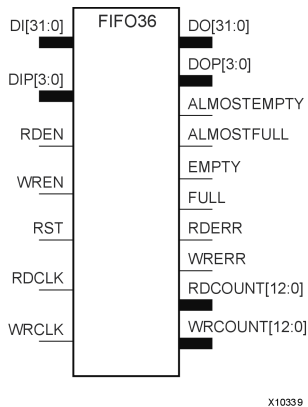 FIFO36
DI[31:0]
DO[31:0]
DOP[3:0]
DIP[3:0]
ALMOSTEMPTY
RDEN
ALMOSTFULL
EMPTY
WREN
FULL
RST
RDERR
WRERR
RDCLK
RDCOUNT[12:0]
WRCLK
WRCOUNT[12:0]
X10339